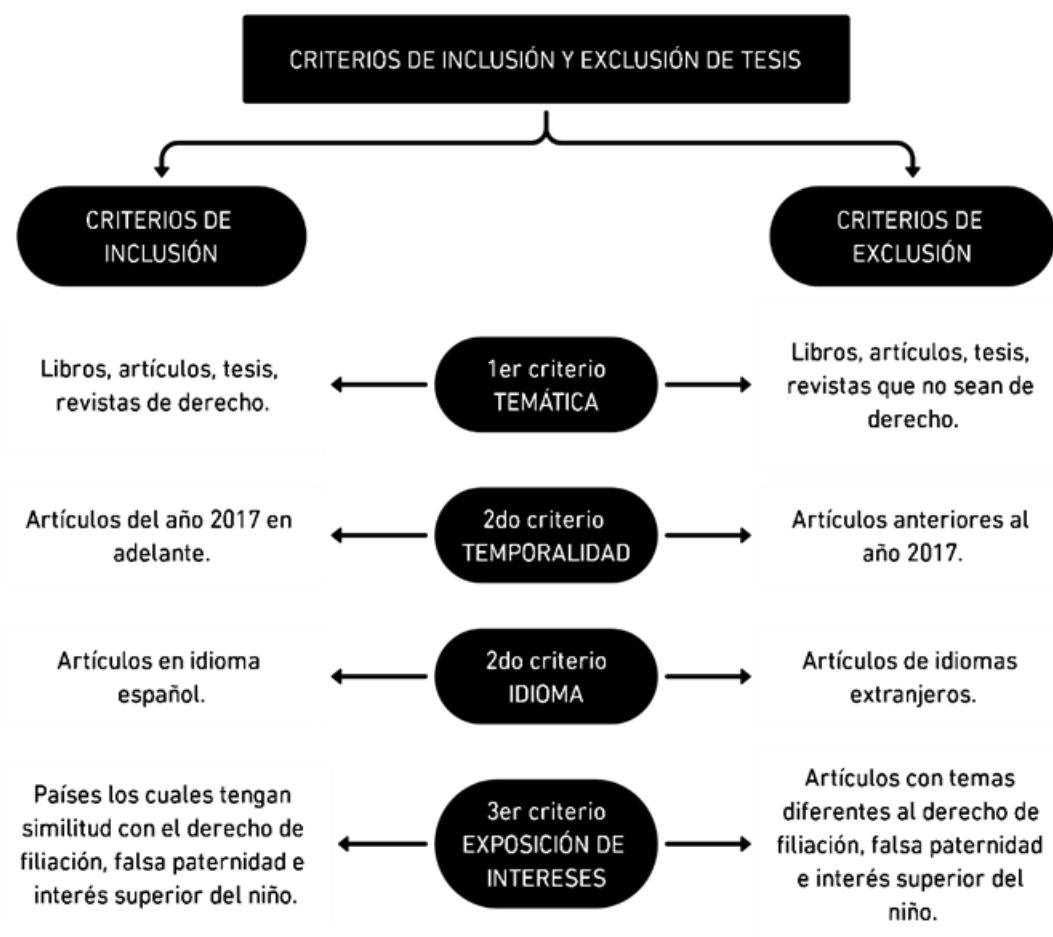 CRITERIOS DE INCLUSIÓN Y EXCLUSIÓN DE TESIS
CRITERIOS DE
INCLUSIÓN
CRITERIOS DE
EXCLUSIÓN
Libros, artículos, tesis,
revistas de derecho.
1er criterio
TEMÁTICA
Libros, artículos, tesis,
revistas que no sean de
derecho.
Artículos del año 2017 en
adelante.
2do criterio
TEMPORALIDAD
Artículos anteriores al
año 2017.
Artículos en idioma
español.
2do criterio
IDIOMA
Artículos de idiomas
extranjeros.
Países los cuales tengan
similitud con el derecho de
filiación, falsa paternidad e
interés superior del niño.
3er criterio
EXPOSICIÓN DE
INTERESES
Artículos con temas
diferentes al derecho de
filiación, falsa paternidad
e interés superior del
niño.